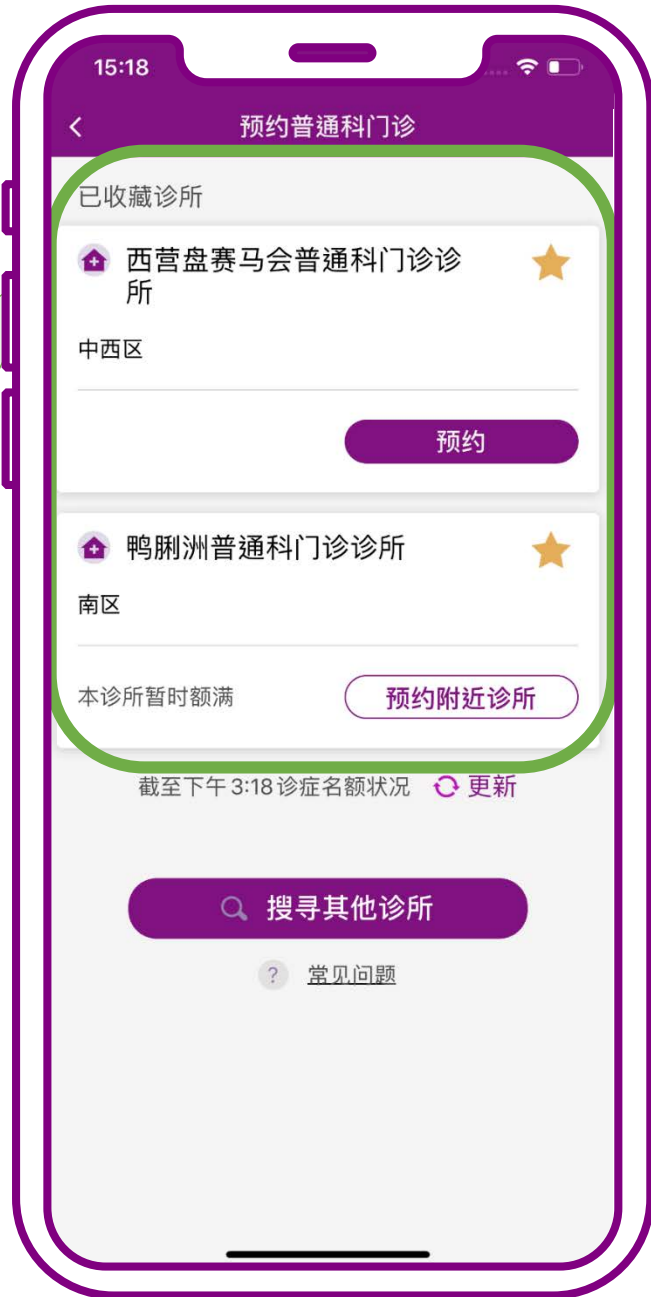 15:18
预约普通科门诊
已收藏诊所
西营盘赛马会普通科门诊诊
所
中西区
预约
鸭脷洲普通科门诊诊所
南区
本诊所暂时额满
预约附近诊所
截至下午3:18诊症名额状况 更新
搜寻其他诊所
? 常见问题